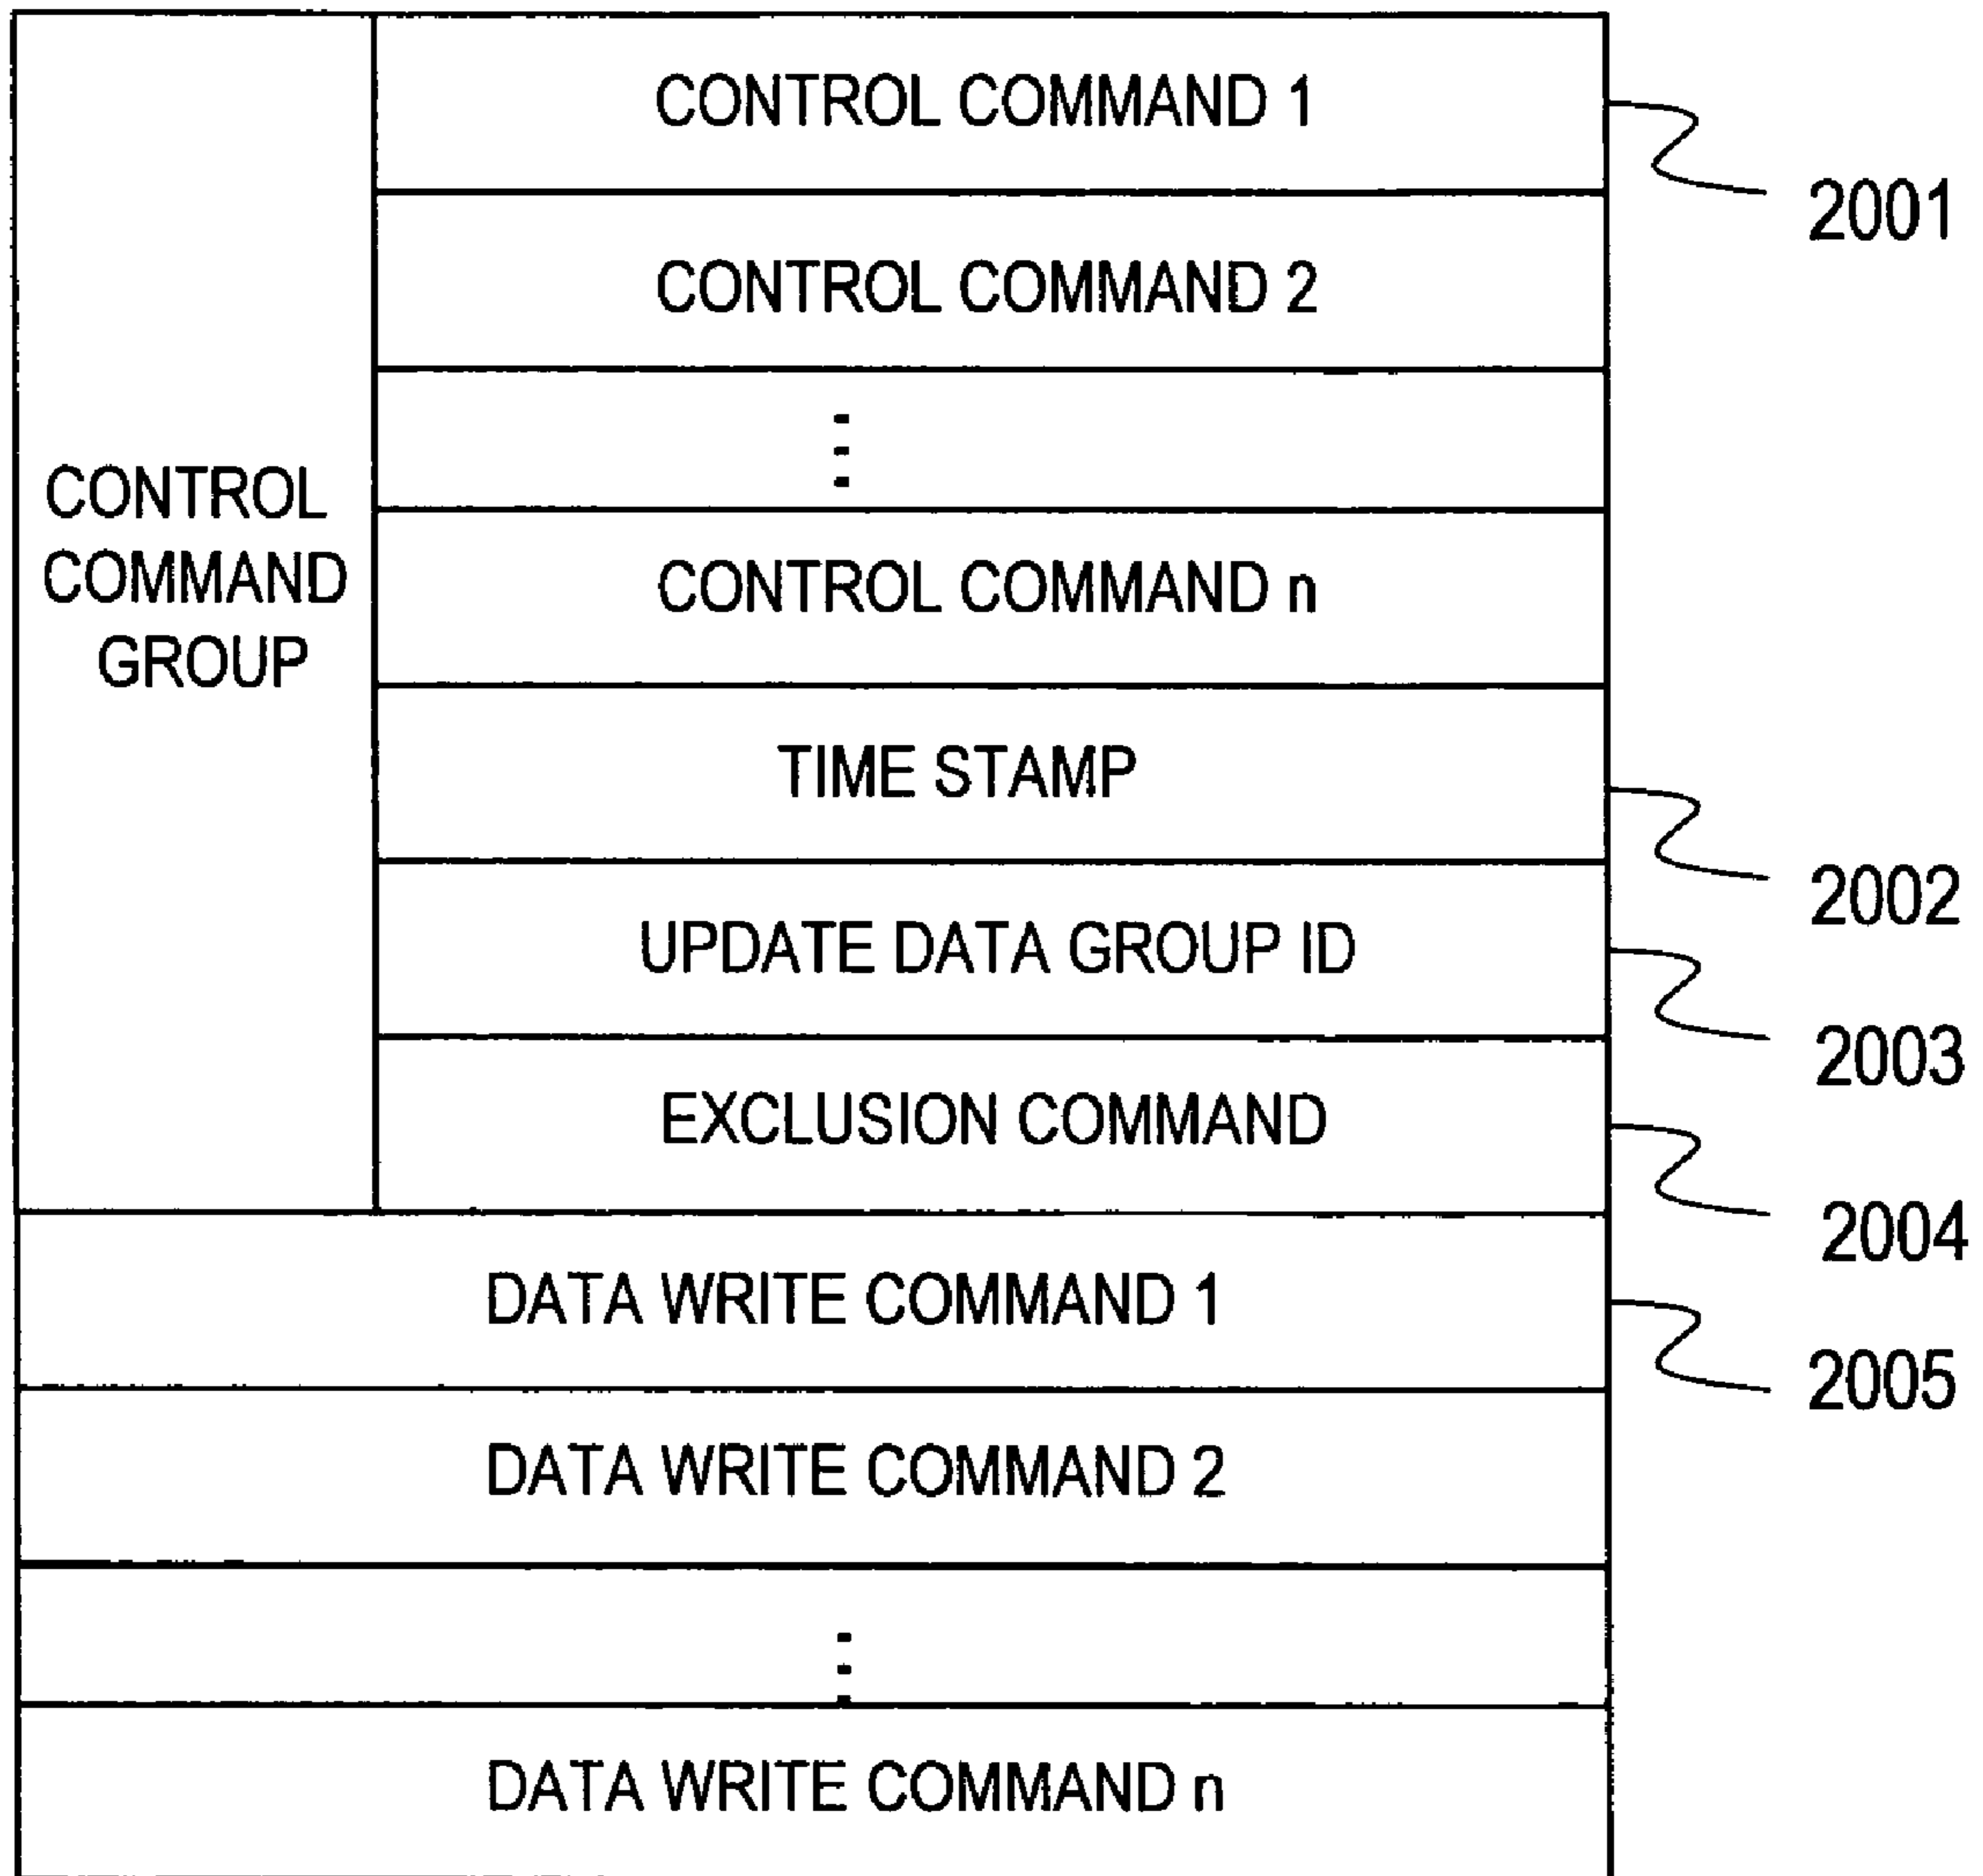 CONTROL COMMAND 1
2001
CONTROL COMMAND 2
CONTROL
COMMAND
GROUP
CONTROL COMMAND n
TIME STAMP
2002
UPDATE DATA GROUP ID
2003
EXCLUSION COMMAND
2004
DATA WRITE COMMAND 1
2005
DATA WRITE COMMAND 2
DATA WRITE COMMAND n